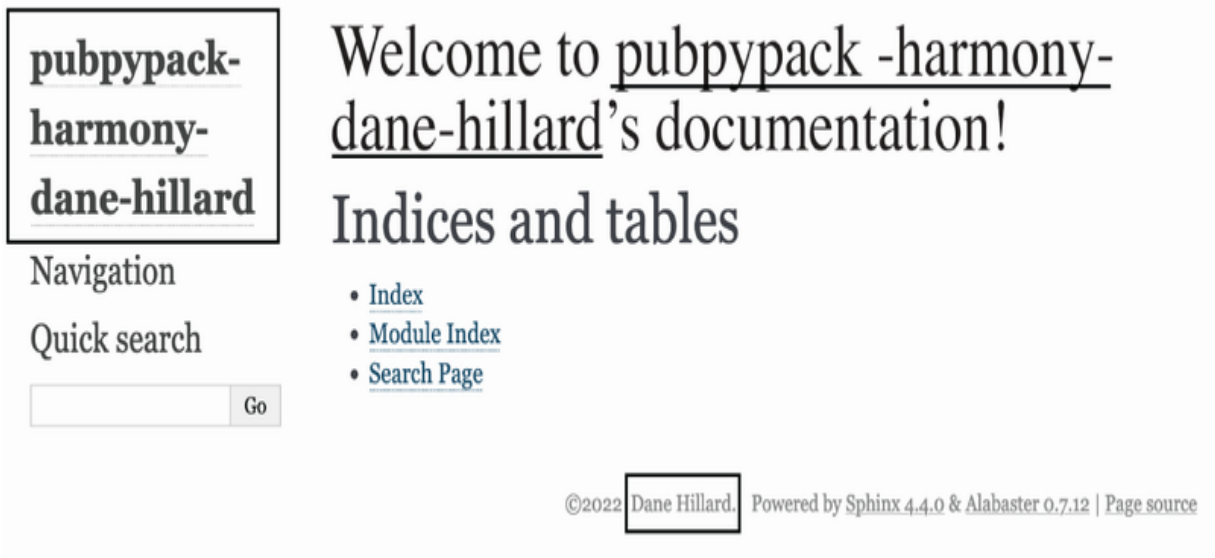 pubpypack-
harmony-
dane-hillard
Navigation
Quick search
Go
Welcome to pubpypack -harmony-
dane-hillard's documentation!
Indices and tables
• Index
• Module Index
• Search Page
©2022 Dane Hillard. Powered by Sphinx 4.4.0 & Alabaster 0.7.12 | Page source